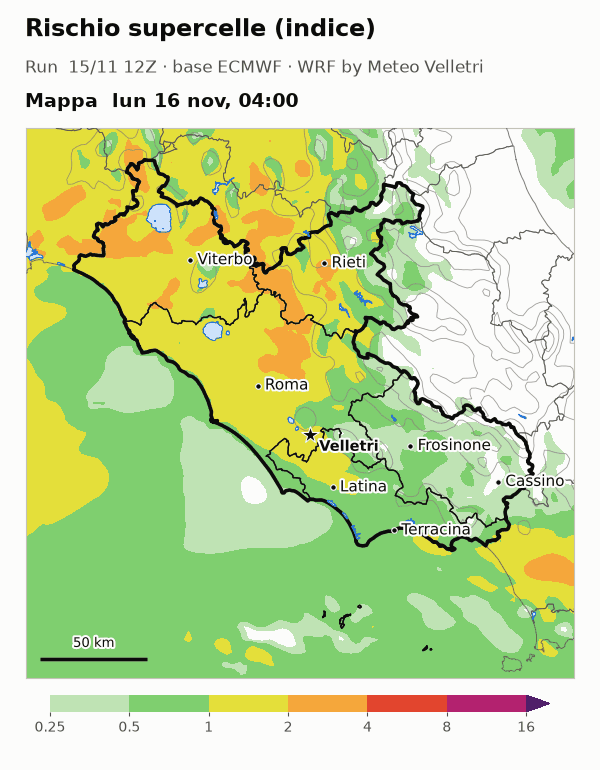 Rischio supercelle (indice)
Run  15/11 12Z · base ECMWF · WRF by Meteo Velletri
Mappa  lun 16 nov, 04:00
Viterbo
Rieti
Roma
Velletri
Frosinone
Latina
Cassino
Terracina
50 km
0.25 0.5 1 2 4 8 16